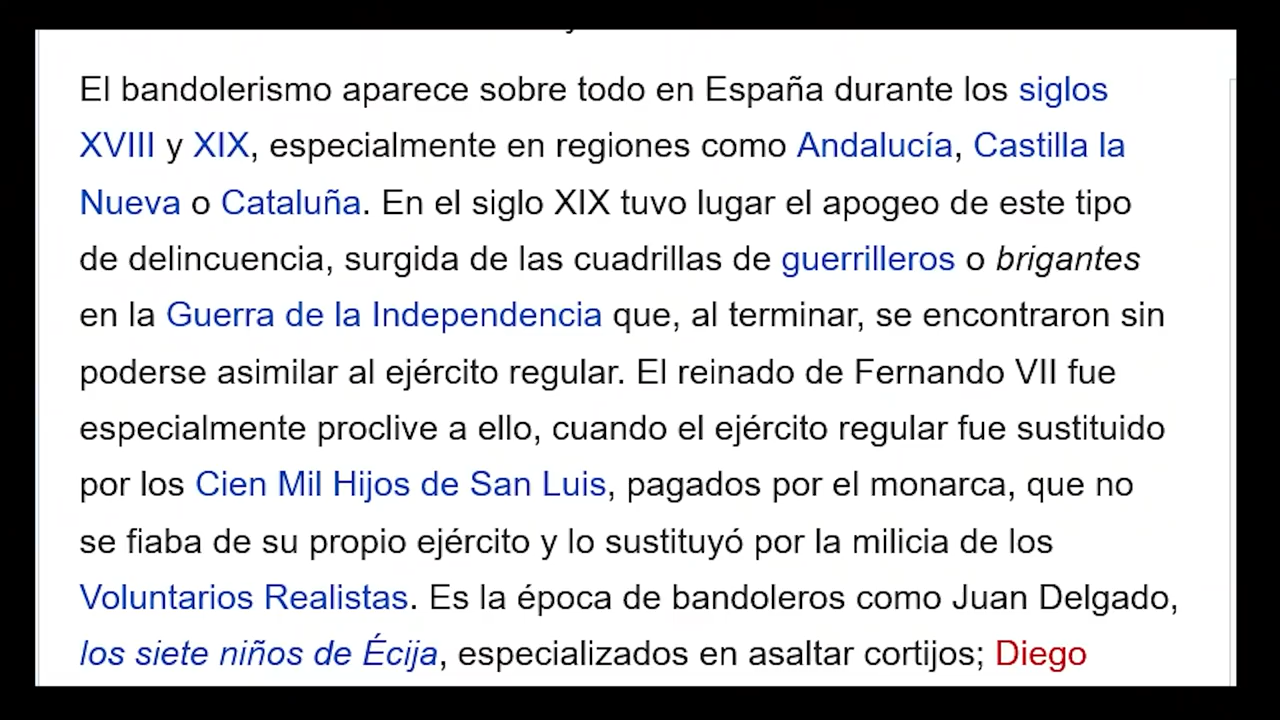 El bandolerismo aparece sobre todo en España durante los siglos
XVIII y XIX, especialmente en regiones como Andalucía, Castilla la
Nueva o Cataluña. En el siglo XIX tuvo lugar el apogeo de este tipo
de delincuencia, surgida de las cuadrillas de guerrilleros o brigantes
en la Guerra de la Independencia que, al terminar, se encontraron sin
poderse asimilar al ejército regular. El reinado de Fernando VII fue
especialmente proclive a ello, cuando el ejército regular fue sustituido
por los Cien Mil Hijos de San Luis, pagados por el monarca, que no
se fiaba de su propio ejército y lo sustituyó por la milicia de los
Voluntarios Realistas. Es la época de bandoleros como Juan Delgado,
los siete niños de Écija, especializados en asaltar cortijos; Diego